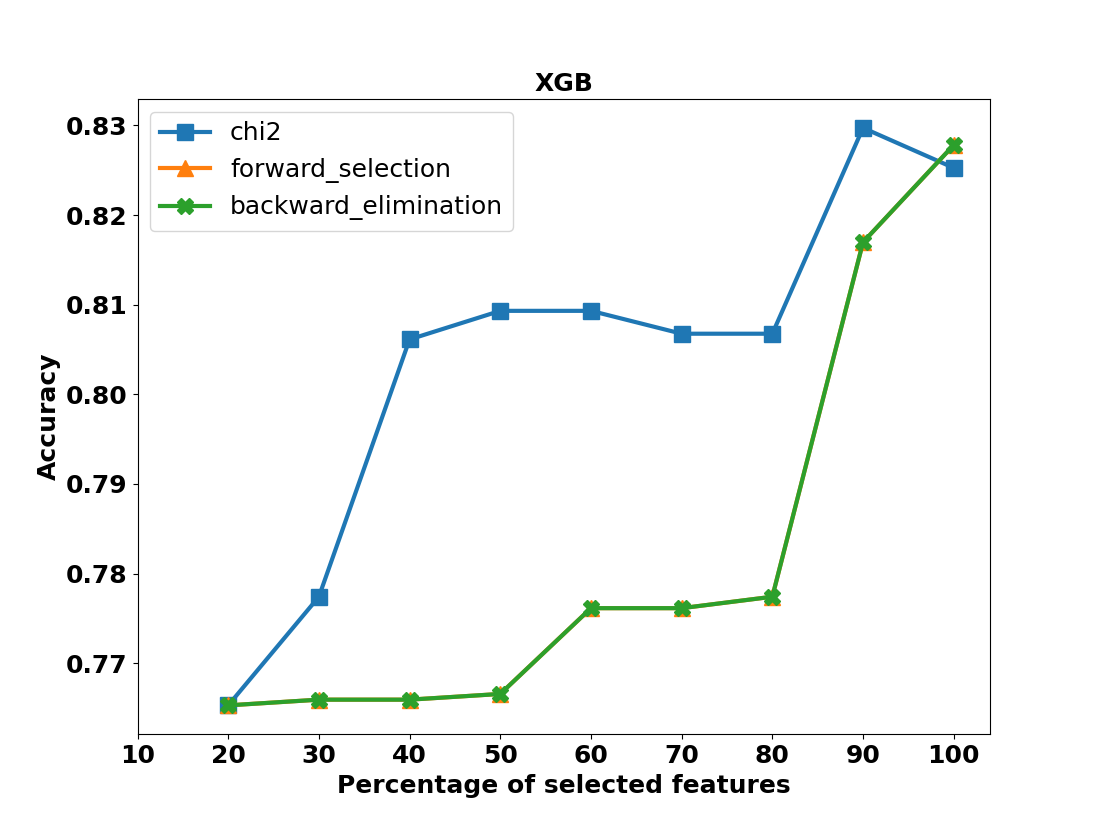 XGB
chi2
forward_selection
backward_elimination
0.83
0.82
0.81
0.80
0.79
0.78
0.77
Accuracy
10 20 30 40 50 60 70 80 90 100
Percentage of selected features